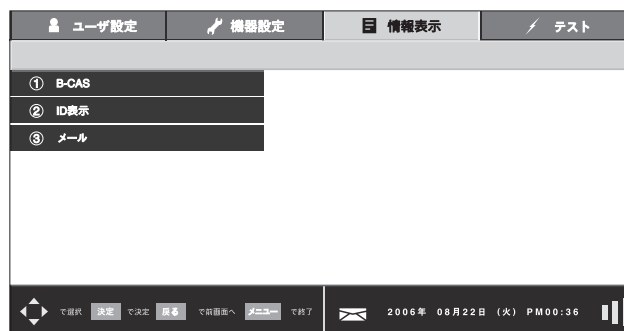 ユーザ設定 機器設定 情報表示 テスト
① B-CAS
② ID表示
③ メール
で選択 決定 で決定 戻る で前画面へ メニュー で終了 2006年 08月22日 (火) PM00:36